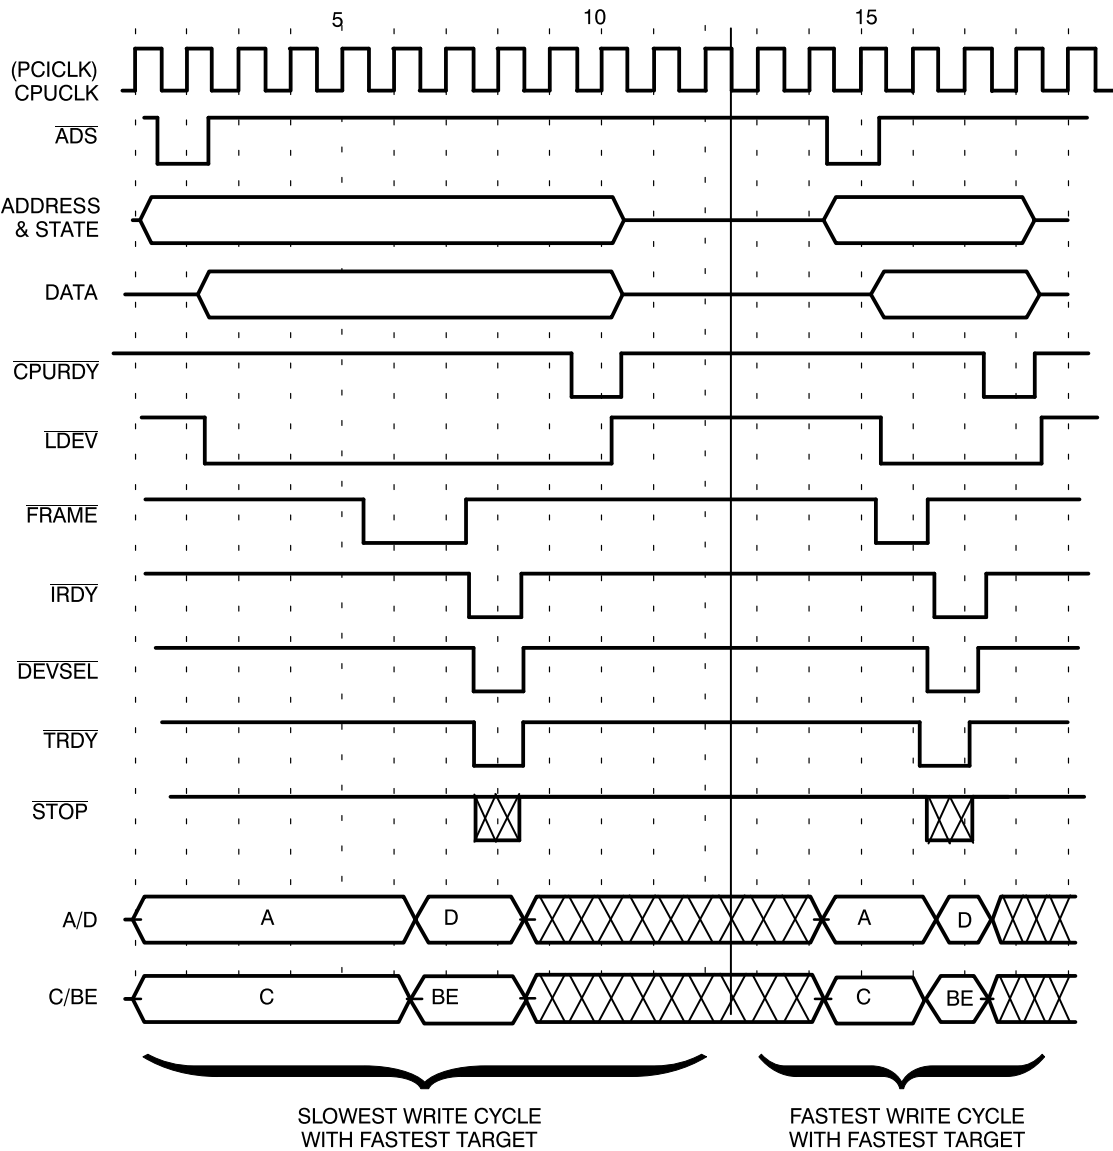 5 10 15
(PCICLK)
CPUCLK
ADS
ADDRESS
& STATE
DATA
CPURDY
LDEV
FRAME
IRDY
DEVSEL
TRDY
STOP
A/D A D A D
C/BE C BE C BE
SLOWEST WRITE CYCLE
WITH FASTEST TARGET
FASTEST WRITE CYCLE
WITH FASTEST TARGET